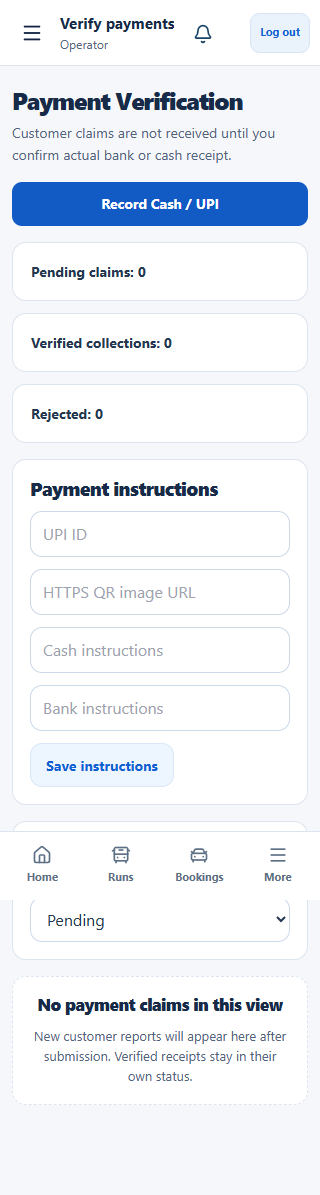 Verify payments
Operator
Log out
Payment Verification
Customer claims are not received until you
confirm actual bank or cash receipt.
Record Cash / UPI
Pending claims: 0
Verified collections: 0
Rejected: 0
Payment instructions
UPI ID
HTTPS QR image URL
Cash instructions
Bank instructions
Save instructions
Home
Runs
Bookings
More
Pending
No payment claims in this view
New customer reports will appear here after
submission. Verified receipts stay in their
own status.